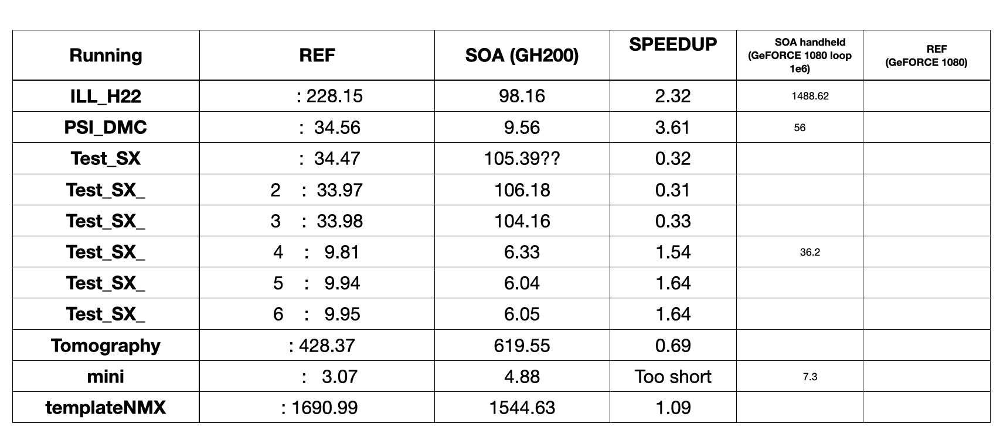 Running REF SOA (GH200) SPEEDUP SOA handheld (GeFORCE 1080 loop 1e6) REF (GeFORCE 1080)
ILL_H22 : 228.15 98.16 2.32 1488.62
PSI_DMC : 34.56 9.56 3.61 56
Test_SX : 34.47 105.39?? 0.32
Test_SX_ 2 : 33.97 106.18 0.31
Test_SX_ 3 : 33.98 104.16 0.33
Test_SX_ 4 : 9.81 6.33 1.54 36.2
Test_SX_ 5 : 9.94 6.04 1.64
Test_SX_ 6 : 9.95 6.05 1.64
Tomography : 428.37 619.55 0.69
mini : 3.07 4.88 Too short 7.3
templateNMX : 1690.99 1544.63 1.09